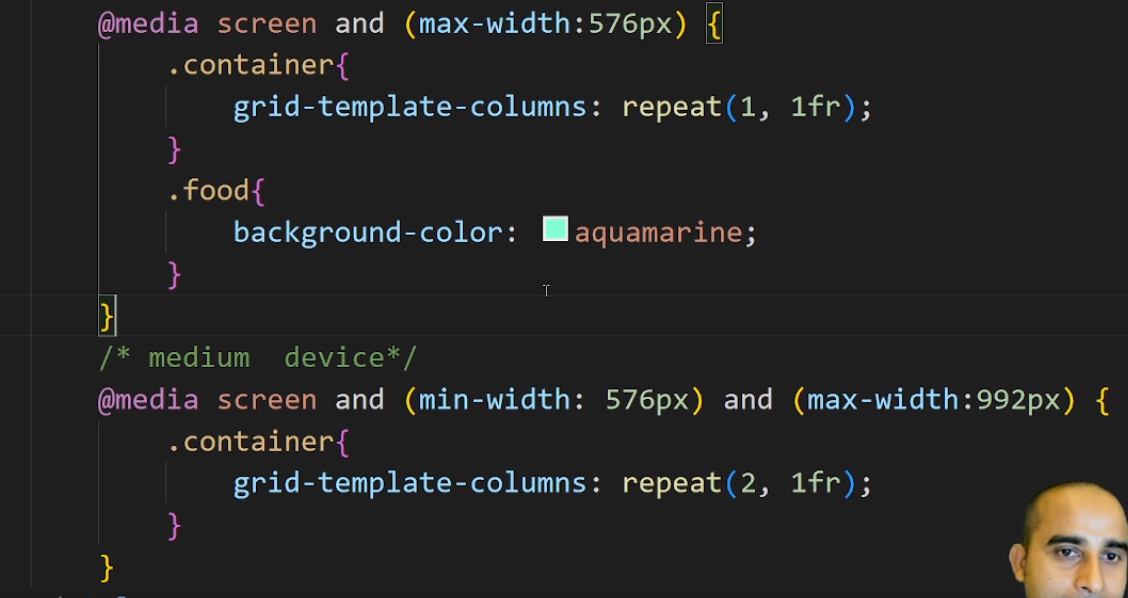 @media screen and (max-width:576px) {
.container{
grid-template-columns: repeat(1, 1fr);
}
.food{
background-color: aquamarine;
}
}
/* medium  device*/
@media screen and (min-width: 576px) and (max-width:992px) {
.container{
grid-template-columns: repeat(2, 1fr);
}
}